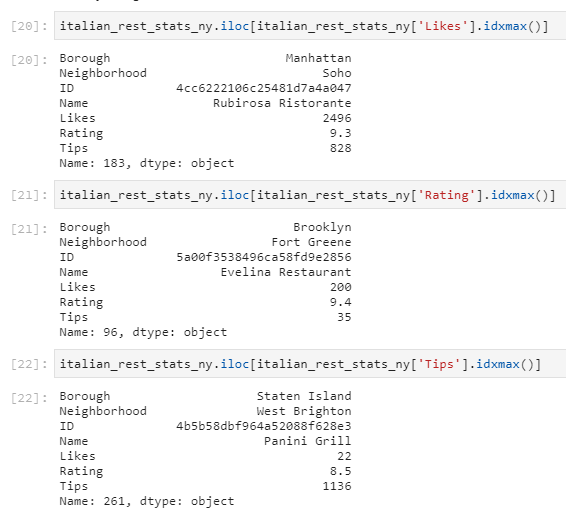 [20]: italian_rest_stats_ny.iloc[italian_rest_stats_ny['Likes'].idxmax()]
[20]: Borough Manhattan
Neighborhood Soho
ID 4cc6222106c25481d7a4a047
Name Rubirosa Ristorante
Likes 2496
Rating 9.3
Tips 828
Name: 183, dtype: object
[21]: italian_rest_stats_ny.iloc[italian_rest_stats_ny['Rating'].idxmax()]
[21]: Borough Brooklyn
Neighborhood Fort Greene
ID 5a00f3538496ca58fd9e2856
Name Evelina Restaurant
Likes 200
Rating 9.4
Tips 35
Name: 96, dtype: object
[22]: italian_rest_stats_ny.iloc[italian_rest_stats_ny['Tips'].idxmax()]
[22]: Borough Staten Island
Neighborhood West Brighton
ID 4b5b58dbf964a52088f628e3
Name Panini Grill
Likes 22
Rating 8.5
Tips 1136
Name: 261, dtype: object